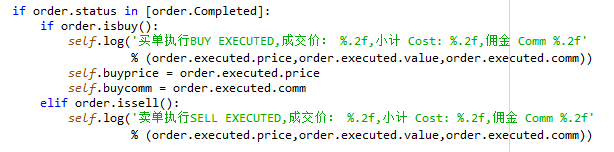 if order.status in [order.Completed]:
    if order.isbuy():
        self.log('买单执行BUY EXECUTED,成交价： %.2f,小计 Cost: %.2f,佣金 Comm %.2f'
                 % (order.executed.price,order.executed.value,order.executed.comm))
        self.buyprice = order.executed.price
        self.buycomm = order.executed.comm
    elif order.issell():
        self.log('卖单执行SELL EXECUTED,成交价： %.2f,小计 Cost: %.2f,佣金 Comm %.2f'
                 % (order.executed.price,order.executed.value,order.executed.comm))